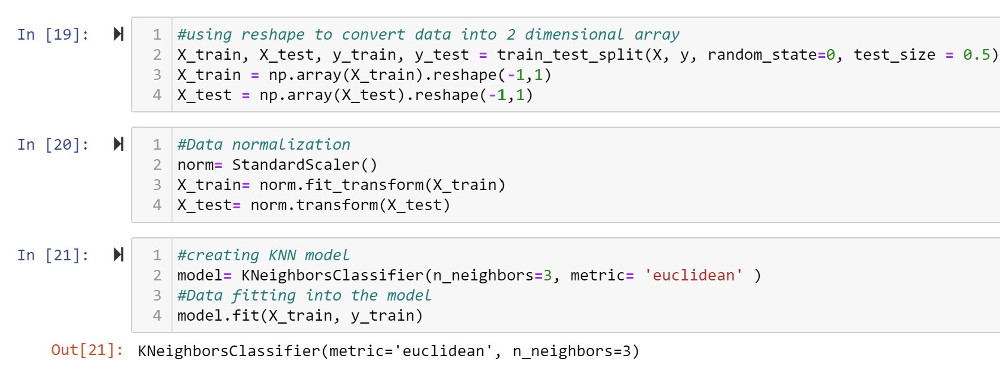 In [19]:
1 #using reshape to convert data into 2 dimensional array
2 X_train, X_test, y_train, y_test = train_test_split(X, y, random_state=0, test_size = 0.5)
3 X_train = np.array(X_train).reshape(-1,1)
4 X_test = np.array(X_test).reshape(-1,1)
In [20]:
1 #Data normalization
2 norm= StandardScaler()
3 X_train= norm.fit_transform(X_train)
4 X_test= norm.transform(X_test)
In [21]:
1 #creating KNN model
2 model= KNeighborsClassifier(n_neighbors=3, metric= 'euclidean' )
3 #Data fitting into the model
4 model.fit(X_train, y_train)
Out[21]: KNeighborsClassifier(metric='euclidean', n_neighbors=3)